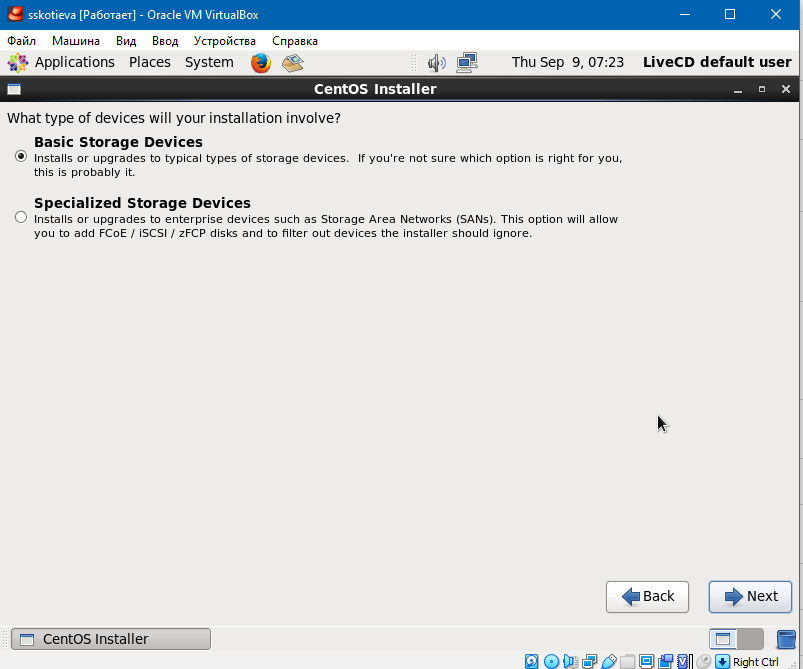 sskotieva [Работает] - Oracle VM VirtualBox
Файл Машина Вид Ввод Устройства Справка
Applications Places System Thu Sep 9, 07:23 LiveCD default user
CentOS Installer
What type of devices will your installation involve?
Basic Storage Devices
Installs or upgrades to typical types of storage devices. If you're not sure which option is right for you,
this is probably it.
Specialized Storage Devices
Installs or upgrades to enterprise devices such as Storage Area Networks (SANs). This option will allow
you to add FCoE / iSCSI / zFCP disks and to filter out devices the installer should ignore.
Back Next
CentOS Installer
Right Ctrl